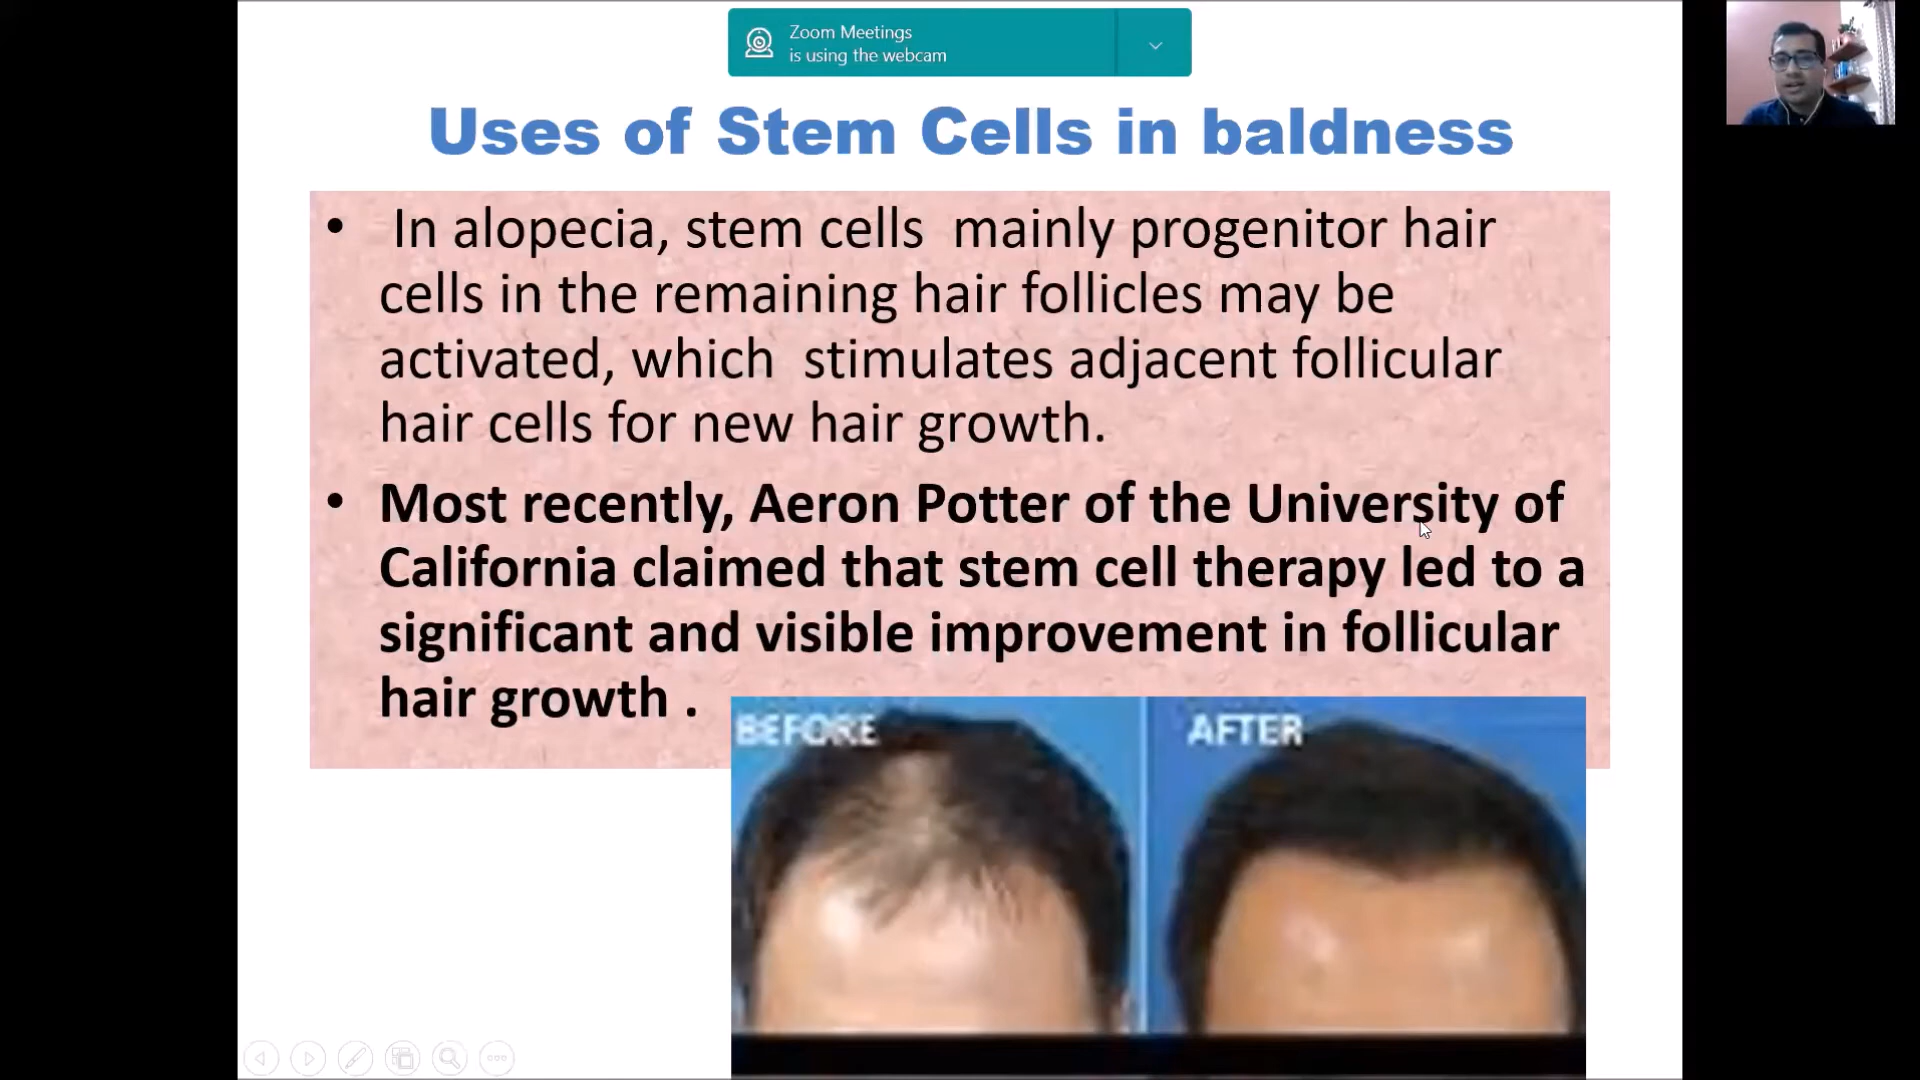 Zoom Meetings
is using the webcam
Uses of Stem Cells in baldness
• In alopecia, stem cells mainly progenitor hair
cells in the remaining hair follicles may be
activated, which stimulates adjacent follicular
hair cells for new hair growth.
• Most recently, Aeron Potter of the University of
California claimed that stem cell therapy led to a
significant and visible improvement in follicular
hair growth .
BEFORE
AFTER